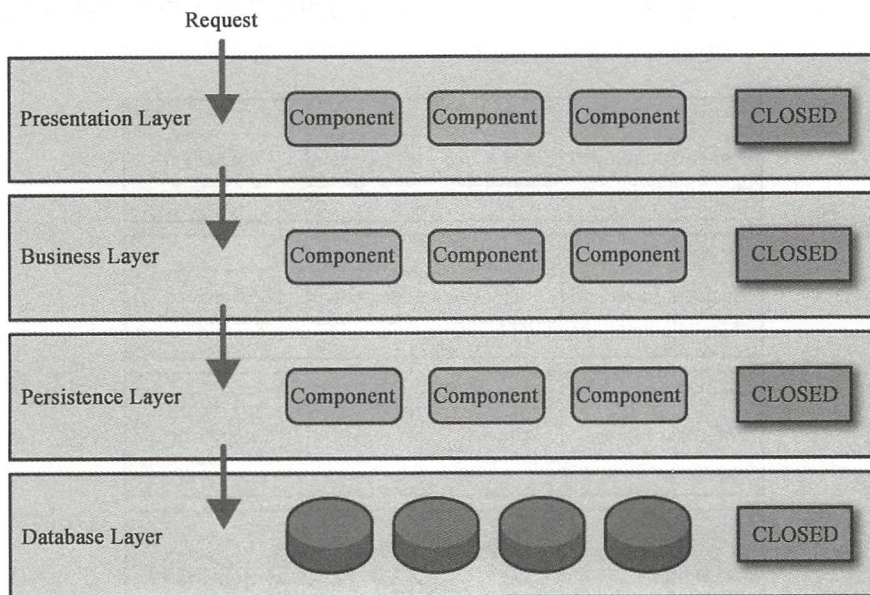 Request
Presentation Layer Component Component Component CLOSED
Business Layer Component Component Component CLOSED
Persistence Layer Component Component Component CLOSED
Database Layer CLOSED